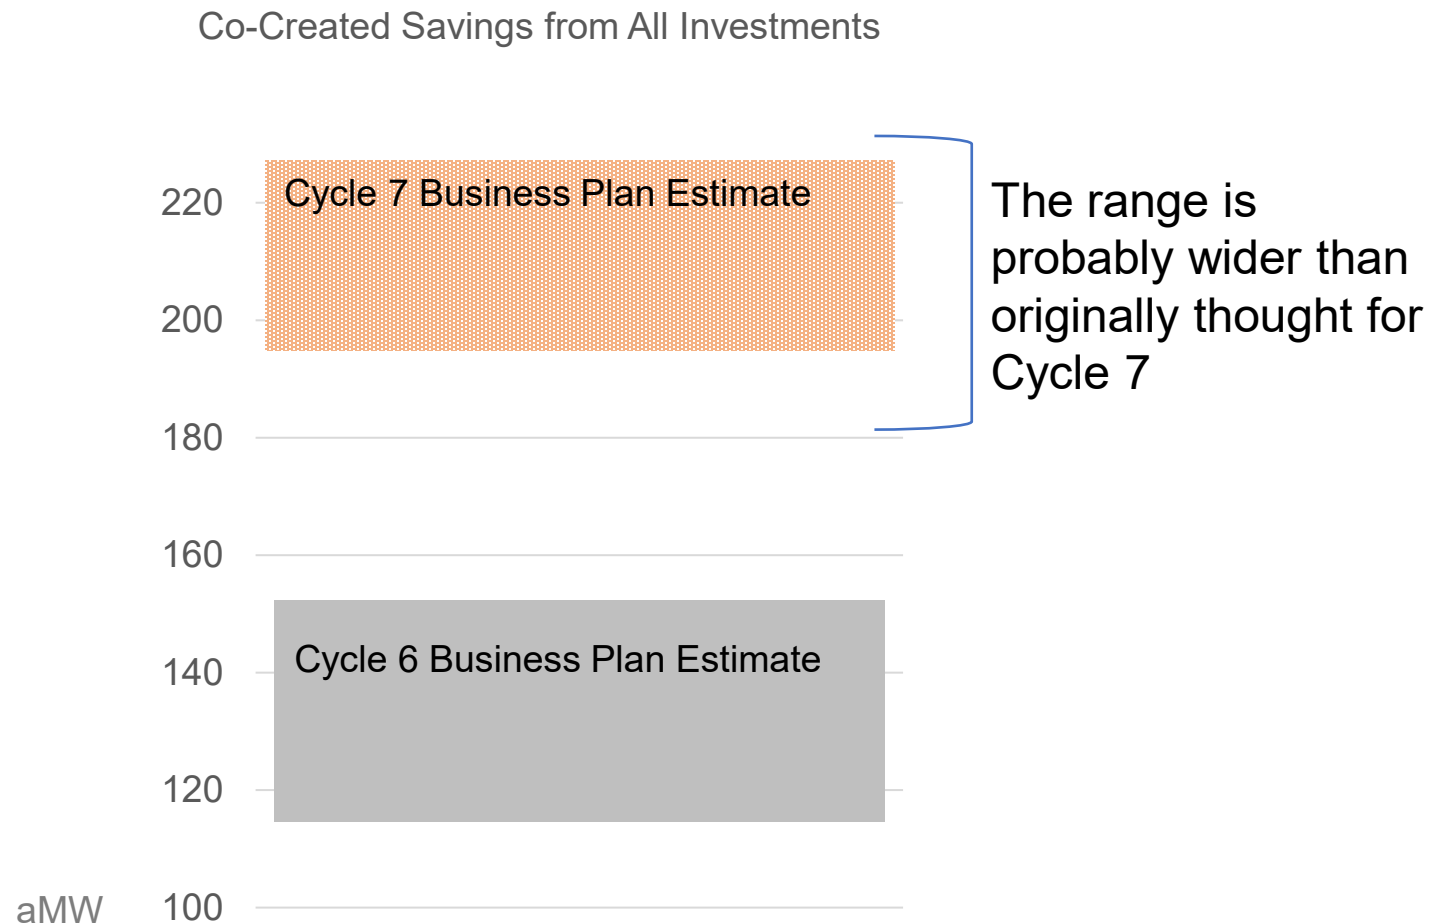 Co-Created Savings from All Investments
220
Cycle 7 Business Plan Estimate
200
The range is
probably wider than
originally thought for
Cycle 7
180
160
Cycle 6 Business Plan Estimate
140
120
aMW 100